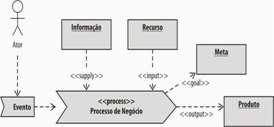 Ator
Informação
Recurso
Meta
<<supply>>
<<input>>
<<goal>>
Evento
<<process>>
Processo de Negócio
<<output>>
Produto